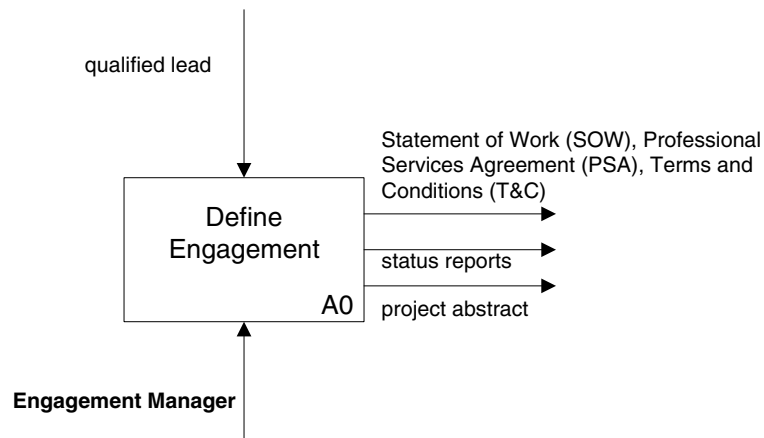 qualified lead
Statement of Work (SOW), Professional
Services Agreement (PSA), Terms and
Conditions (T&C)
Define
Engagement
status reports
A0
project abstract
Engagement Manager